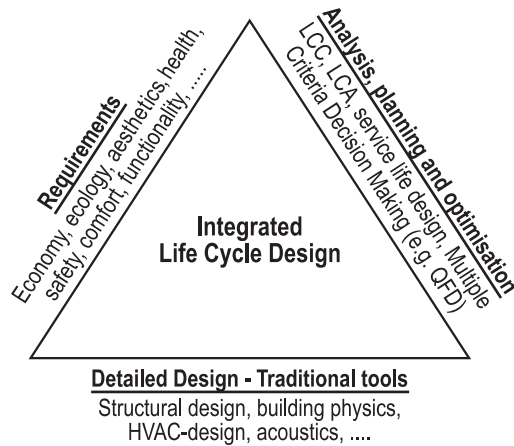 Requirements
Economy, ecology, aesthetics, health,
safety, comfort, functionality, .....
Analysis, planning and optimisation
LCC, LCA, service life design, Multiple
Criteria Decision Making (e.g. QFD)
Integrated
Life Cycle Design
Detailed Design - Traditional tools
Structural design, building physics,
HVAC-design, acoustics, ....